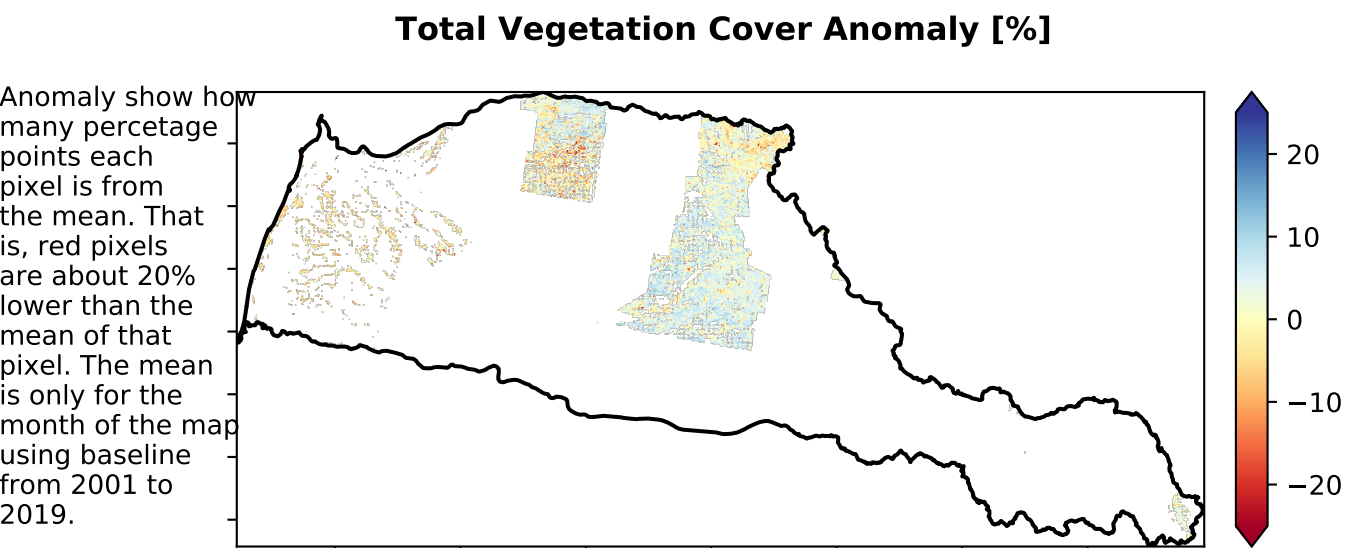 Total Vegetation Cover Anomaly [%]
Anomaly show how
many percetage
points each
pixel is from
the mean. That
is, red pixels
are about 20%
lower than the
mean of that
pixel. The mean
is only for the
month of the map
using baseline
from 2001 to
2019.
20
10
0
−10
−20